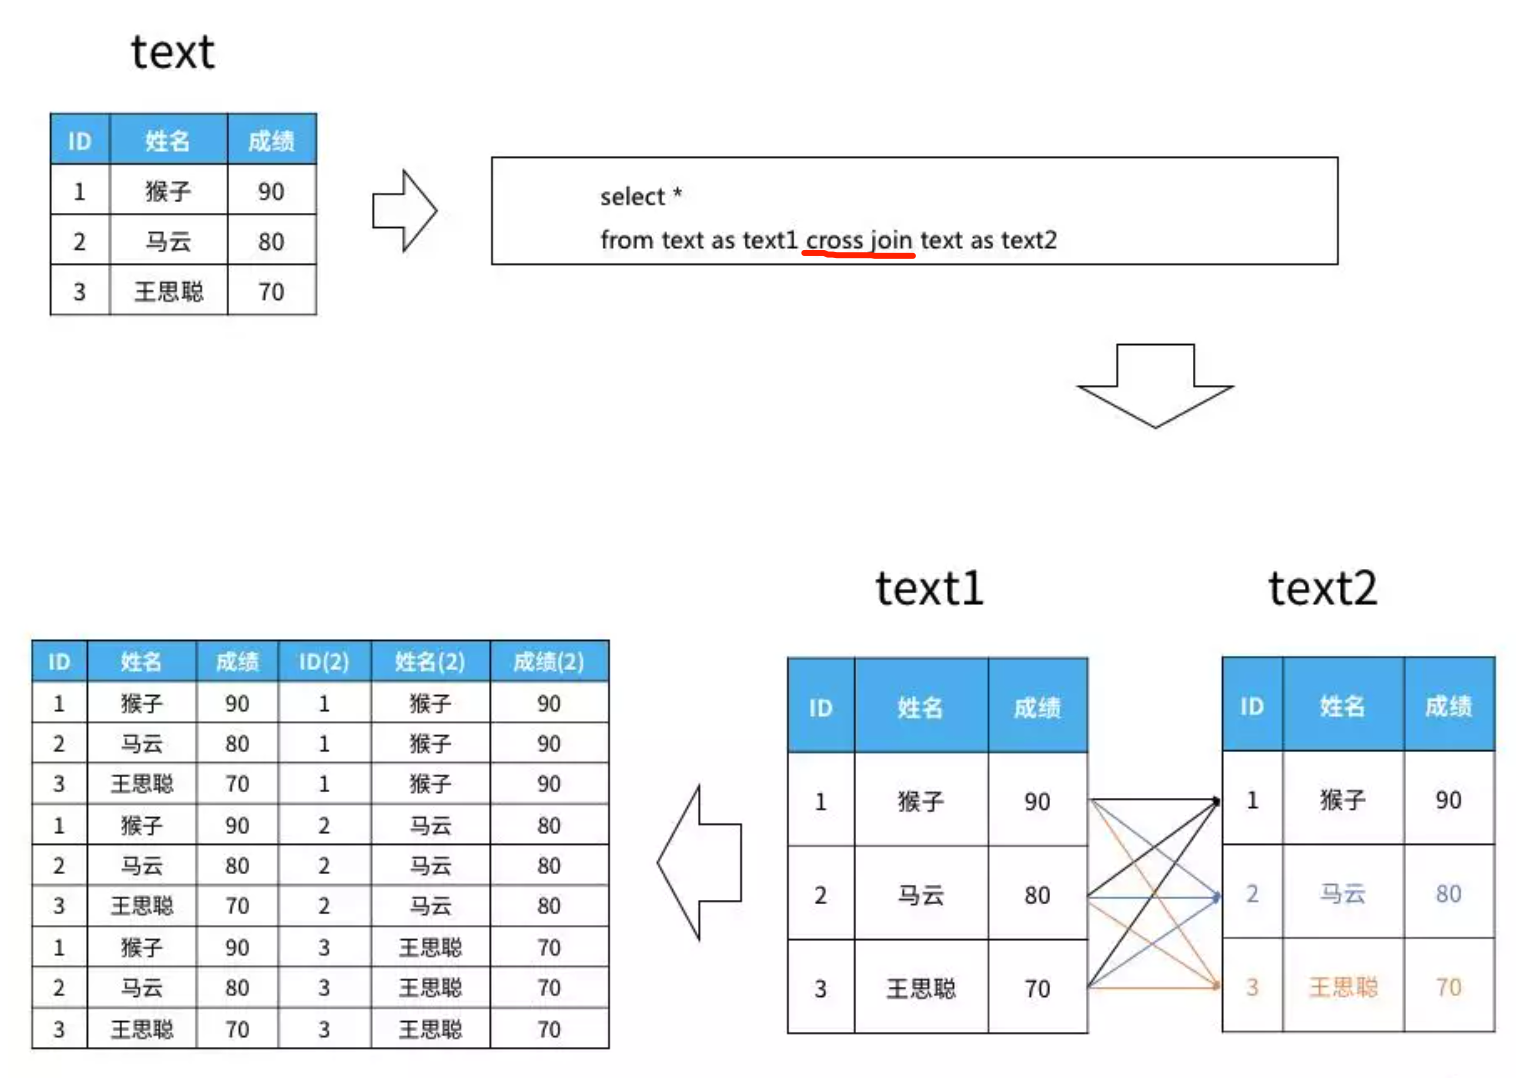 text
ID 姓名 成绩
1 猴子 90
2 马云 80
3 王思聪 70
select *
from text as text1 cross join text as text2
text1
ID 姓名 成绩
1 猴子 90
2 马云 80
3 王思聪 70
text2
ID 姓名 成绩
1 猴子 90
2 马云 80
3 王思聪 70
ID 姓名 成绩 ID(2) 姓名(2) 成绩(2)
1 猴子 90 1 猴子 90
2 马云 80 1 猴子 90
3 王思聪 70 1 猴子 90
1 猴子 90 2 马云 80
2 马云 80 2 马云 80
3 王思聪 70 2 马云 80
1 猴子 90 3 王思聪 70
2 马云 80 3 王思聪 70
3 王思聪 70 3 王思聪 70